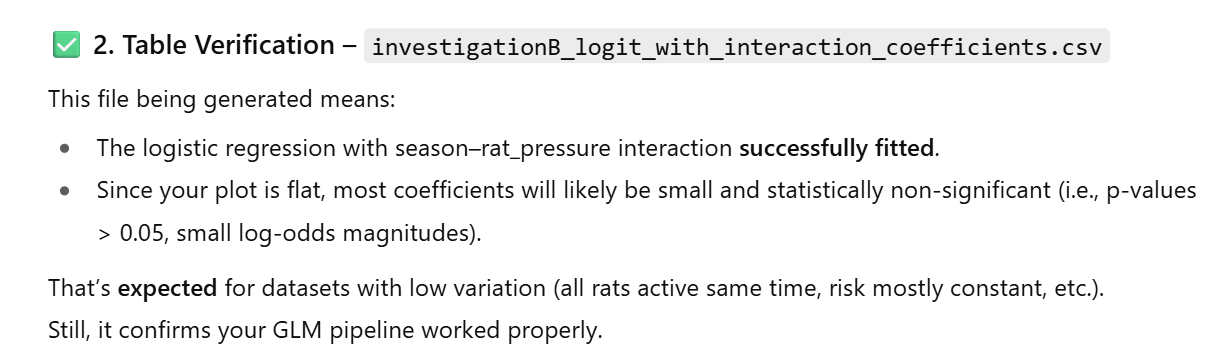 ✅ 2. Table Verification – investigationB_logit_with_interaction_coefficients.csv
This file being generated means:
• The logistic regression with season–rat_pressure interaction successfully fitted.
• Since your plot is flat, most coefficients will likely be small and statistically non-significant (i.e., p-values
> 0.05, small log-odds magnitudes).
That’s expected for datasets with low variation (all rats active same time, risk mostly constant, etc.).
Still, it confirms your GLM pipeline worked properly.